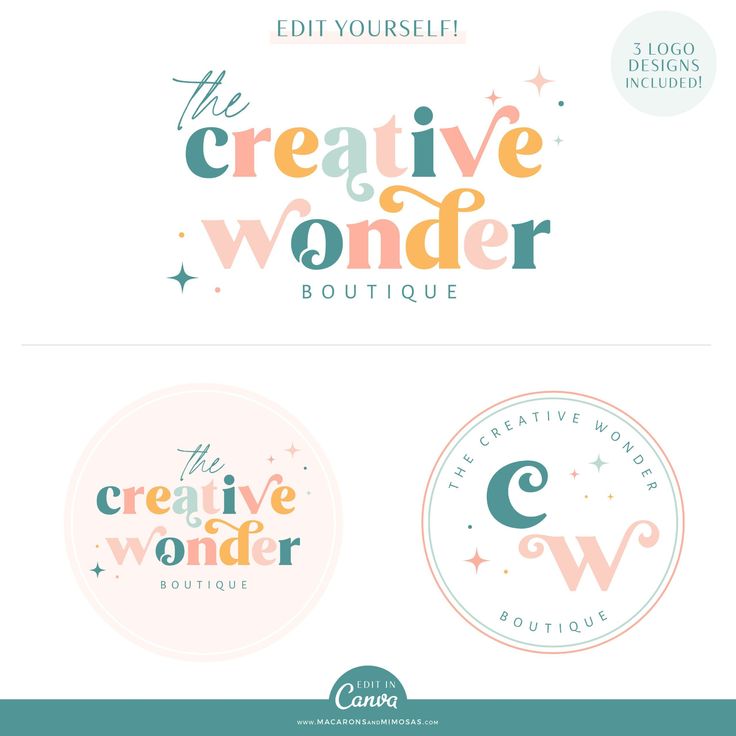 EDIT YOURSELF!
3 LOGO
DESIGNS
INCLUDED!
the
creative
wonder
BOUTIQUE
the
creative
wonder
BOUTIQUE
THE CREATIVE WONDER
c
w
BOUTIQUE
EDIT IN
Canva
WWW.MACARONSANDMIMOSAS.COM